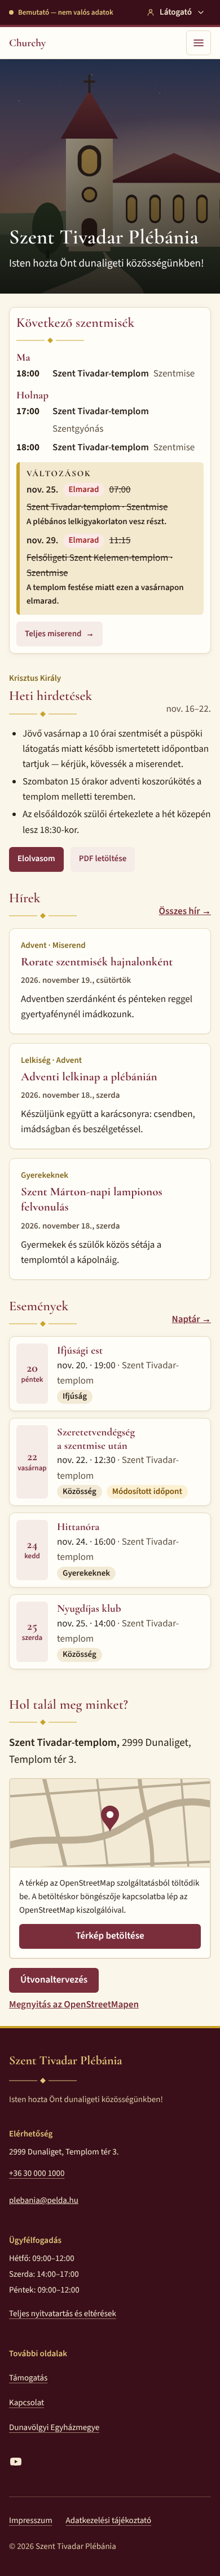 Bemutató — nem valós adatok
Látogató
Churchy
Szent Tivadar Plébánia
Isten hozta Önt dunaligeti közösségünkben!
Következő szentmisék
Ma
18:00 Szent Tivadar-templom Szentmise
Holnap
17:00 Szent Tivadar-templom
Szentgyónás
18:00 Szent Tivadar-templom Szentmise
VÁLTOZÁSOK
nov. 25. Elmarad 07:00
Szent Tivadar-templom · Szentmise
A plébános lelkigyakorlaton vesz részt.
nov. 29. Elmarad 11:15
Felsőligeti Szent Kelemen-templom ·
Szentmise
A templom festése miatt ezen a vasárnapon
elmarad.
Teljes miserend →
Krisztus Király
Heti hirdetések
nov. 16–22.
Jövő vasárnap a 10 órai szentmisét a püspöki
látogatás miatt később ismertetett időpontban
tartjuk — kérjük, kövessék a miserendet.
Szombaton 15 órakor adventi koszorúkötés a
templom melletti teremben.
Az elsőáldozók szülői értekezlete a hét közepén
lesz 18:30-kor.
Elolvasom
PDF letöltése
Hírek
Összes hír →
Advent · Miserend
Rorate szentmisék hajnalonként
2026. november 19., csütörtök
Adventben szerdánként és pénteken reggel
gyertyafénynél imádkozunk.
Lelkiség · Advent
Adventi lelkinap a plébánián
2026. november 18., szerda
Készüljünk együtt a karácsonyra: csendben,
imádságban és beszélgetéssel.
Gyerekeknek
Szent Márton-napi lampionos
felvonulás
2026. november 18., szerda
Gyermekek és szülők közös sétája a
templomtól a kápolnáig.
Események
Naptár →
20
péntek
Ifjúsági est
nov. 20. · 19:00 · Szent Tivadar-
templom
Ifjúság
22
vasárnap
Szeretetvendégség
a szentmise után
nov. 22. · 12:30 · Szent Tivadar-
templom
Közösség Módosított időpont
24
kedd
Hittanóra
nov. 24. · 16:00 · Szent Tivadar-
templom
Gyerekeknek
25
szerda
Nyugdíjas klub
nov. 25. · 14:00 · Szent Tivadar-
templom
Közösség
Hol talál meg minket?
Szent Tivadar-templom, 2999 Dunaliget,
Templom tér 3.
A térkép az OpenStreetMap szolgáltatásból töltődik
be. A betöltéskor böngészője kapcsolatba lép az
OpenStreetMap kiszolgálóival.
Térkép betöltése
Útvonaltervezés
Megnyitás az OpenStreetMapen
Szent Tivadar Plébánia
Isten hozta Önt dunaligeti közösségünkben!
Elérhetőség
2999 Dunaliget, Templom tér 3.
+36 30 000 1000
plebania@pelda.hu
Ügyfélfogadás
Hétfő: 09:00–12:00
Szerda: 14:00–17:00
Péntek: 09:00–12:00
Teljes nyitvatartás és eltérések
További oldalak
Támogatás
Kapcsolat
Dunavölgyi Egyházmegye
Impresszum
Adatkezelési tájékoztató
© 2026 Szent Tivadar Plébánia